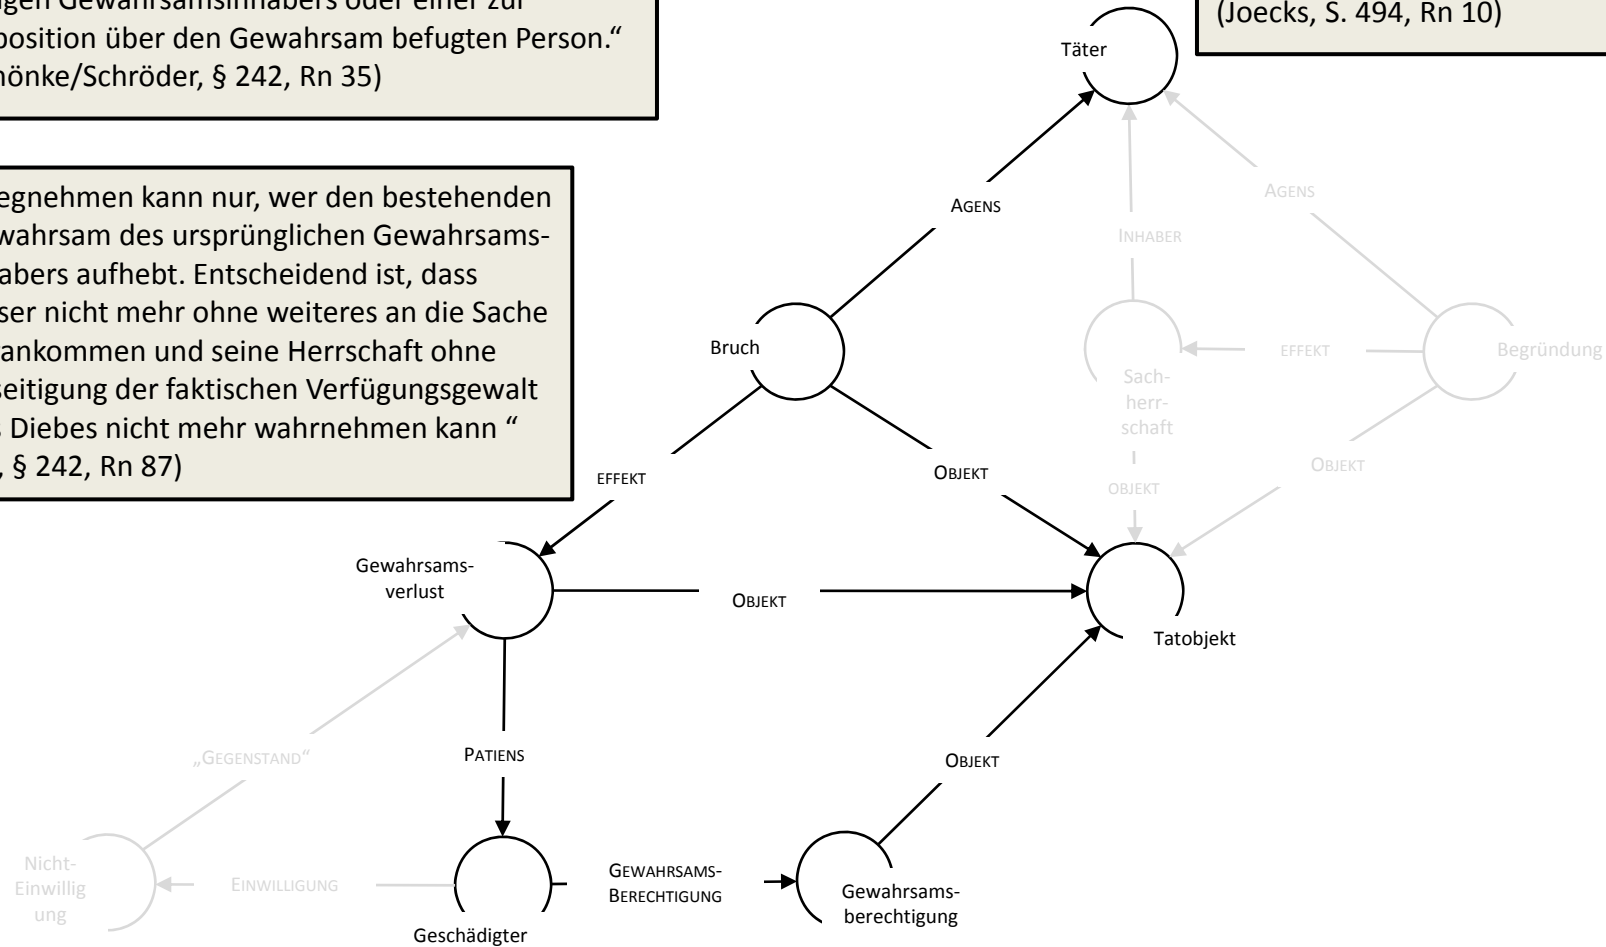 igen Gewahrsamsinhabers oder einer zur
position über den Gewahrsam befugten Person.“
hönke/Schröder, § 242, Rn 35)
(Joecks, S. 494, Rn 10)
egnehmen kann nur, wer den bestehenden
wahrsam des ursprünglichen Gewahrsams-
abers aufhebt. Entscheidend ist, dass
ser nicht mehr ohne weiteres an die Sache
ankommen und seine Herrschaft ohne
seitigung der faktischen Verfügungsgewalt
s Diebes nicht mehr wahrnehmen kann “
, § 242, Rn 87)
Täter
AGENS
AGENS
INHABER
Bruch
EFFEKT
Begründung
Sach-
herr-
schaft
EFFEKT
OBJEKT
OBJEKT
OBJEKT
Gewahrsams-
verlust
OBJEKT
Tatobjekt
„GEGENSTAND“
PATIENS
OBJEKT
Nicht-
Einwillig
ung
EINWILLIGUNG
GEWAHRSAMS-
BERECHTIGUNG
Gewahrsams-
berechtigung
Geschädigter